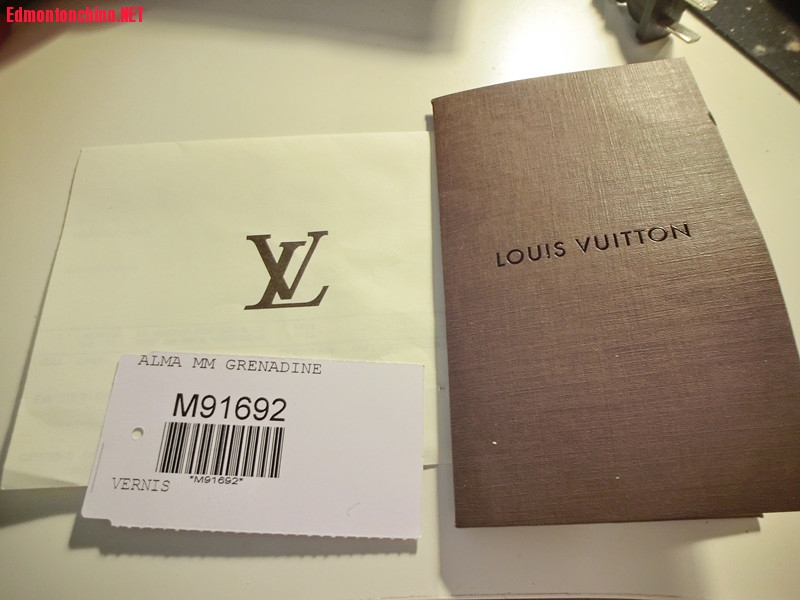 Edmontonchina.NET
LV
LOUIS VUITTON
ALMA MM GRENADINE
M91692
*M91692*
VERNIS